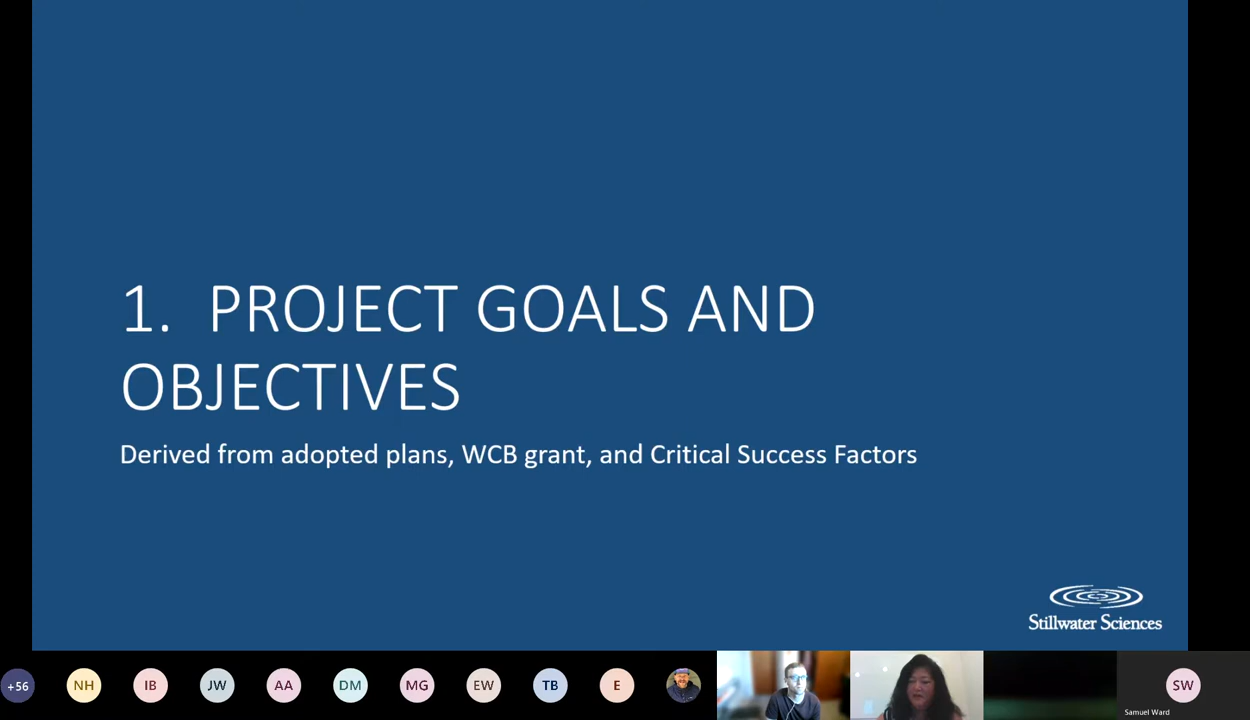 1. PROJECT GOALS AND
OBJECTIVES
Derived from adopted plans, WCB grant, and Critical Success Factors
Stillwater Sciences
+56
NH
IB
JW
AA
DM
MG
EW
TB
E
SW
Samuel Ward